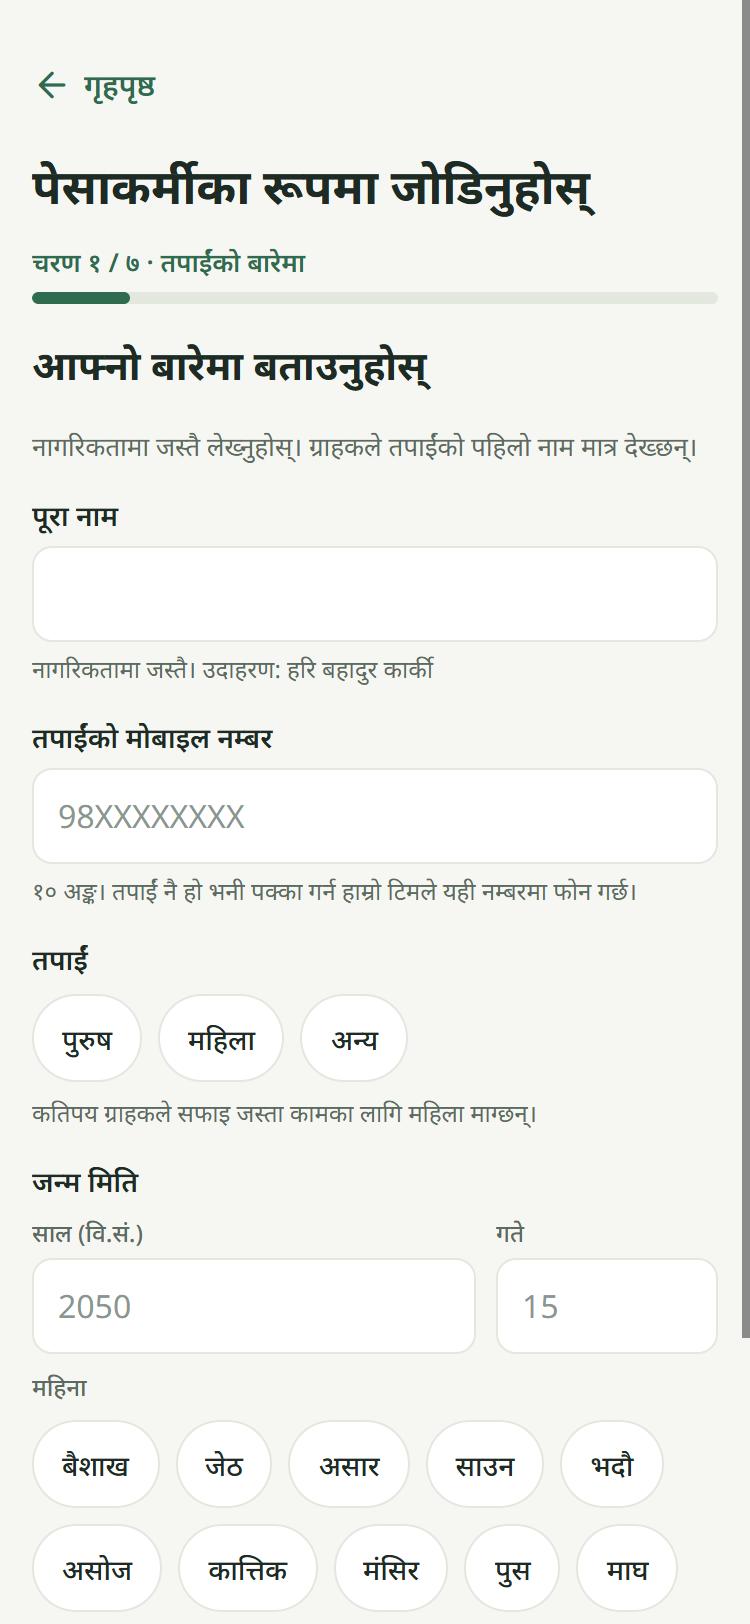 ← गृहपृष्ठ
पेसाकर्मीका रूपमा जोडिनुहोस्
चरण १ / ७ · तपाईंको बारेमा
आफ्नो बारेमा बताउनुहोस्
नागरिकतामा जस्तै लेख्नुहोस्। ग्राहकले तपाईंको पहिलो नाम मात्र देख्छन्।
पूरा नाम
नागरिकतामा जस्तै। उदाहरण: हरि बहादुर कार्की
तपाईंको मोबाइल नम्बर
98XXXXXXXX
१० अङ्क। तपाईं नै हो भनी पक्का गर्न हाम्रो टिमले यही नम्बरमा फोन गर्छ।
तपाईं
पुरुष महिला अन्य
कतिपय ग्राहकले सफाइ जस्ता कामका लागि महिला माग्छन्।
जन्म मिति
साल (वि.सं.) गते
2050 15
महिना
बैशाख जेठ असार साउन भदौ
असोज कात्तिक मंसिर पुस माघ